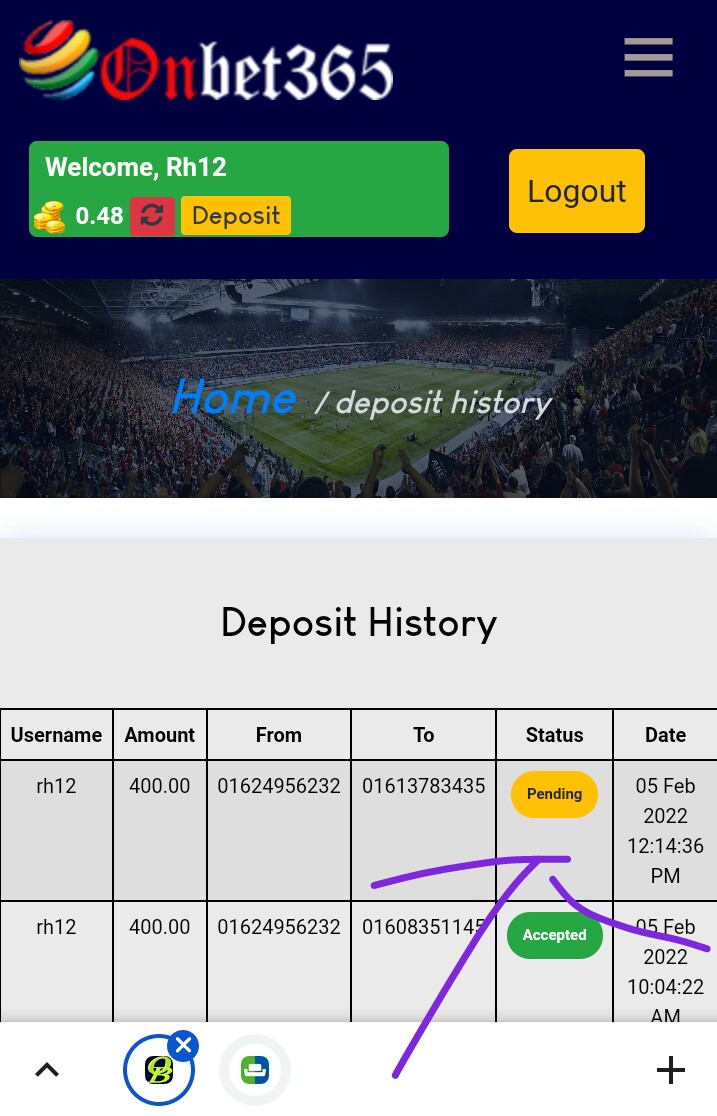 Onbet365
Welcome, Rh12
0.48 Deposit
Logout
Home / deposit history
Deposit History
Username Amount From To Status Date
rh12 400.00 01624956232 01613783435 Pending 05 Feb
2022
12:14:36
PM
rh12 400.00 01624956232 01608351145 Accepted 05 Feb
2022
10:04:22
AM